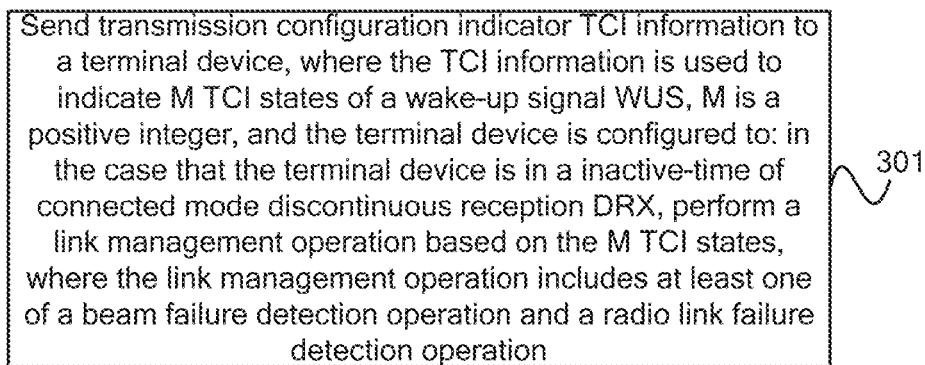 Send transmission configuration indicator TCI information to
a terminal device, where the TCI information is used to
indicate M TCI states of a wake-up signal WUS, M is a
positive integer, and the terminal device is configured to: in
the case that the terminal device is in a inactive-time of
connected mode discontinuous reception DRX, perform a
link management operation based on the M TCI states,
where the link management operation includes at least one
of a beam failure detection operation and a radio link failure
detection operation
301